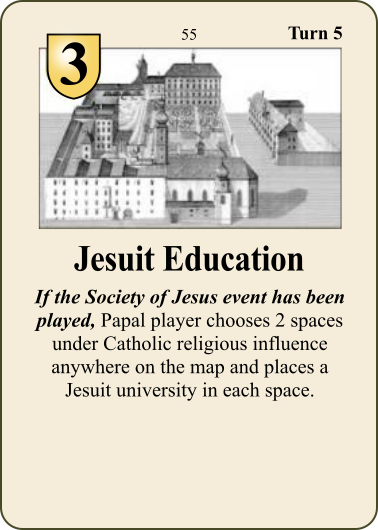 3
55
Turn 5
Jesuit Education
If the Society of Jesus event has been
played, Papal player chooses 2 spaces
under Catholic religious influence
anywhere on the map and places a
Jesuit university in each space.